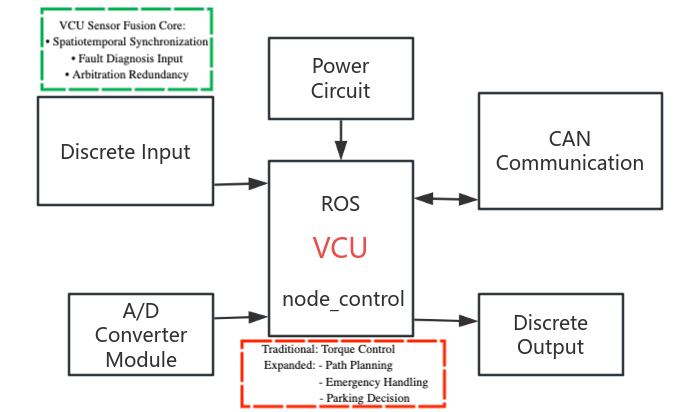 VCU Sensor Fusion Core:
• Spatiotemporal Synchronization
• Fault Diagnosis Input
• Arbitration Redundancy
Power
Circuit
Discrete Input
CAN
Communication
ROS
VCU
node_control
A/D
Converter
Module
Discrete
Output
Traditional: Torque Control
Expanded: - Path Planning
- Emergency Handling
- Parking Decision